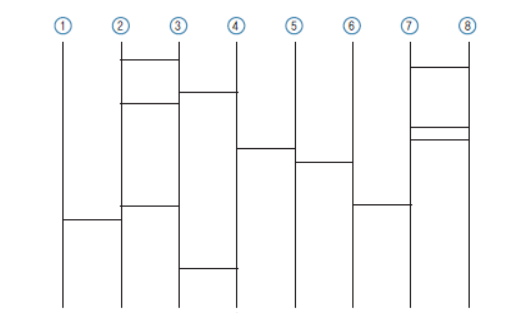 ① ② ③ ④ ⑤ ⑥ ⑦ ⑧